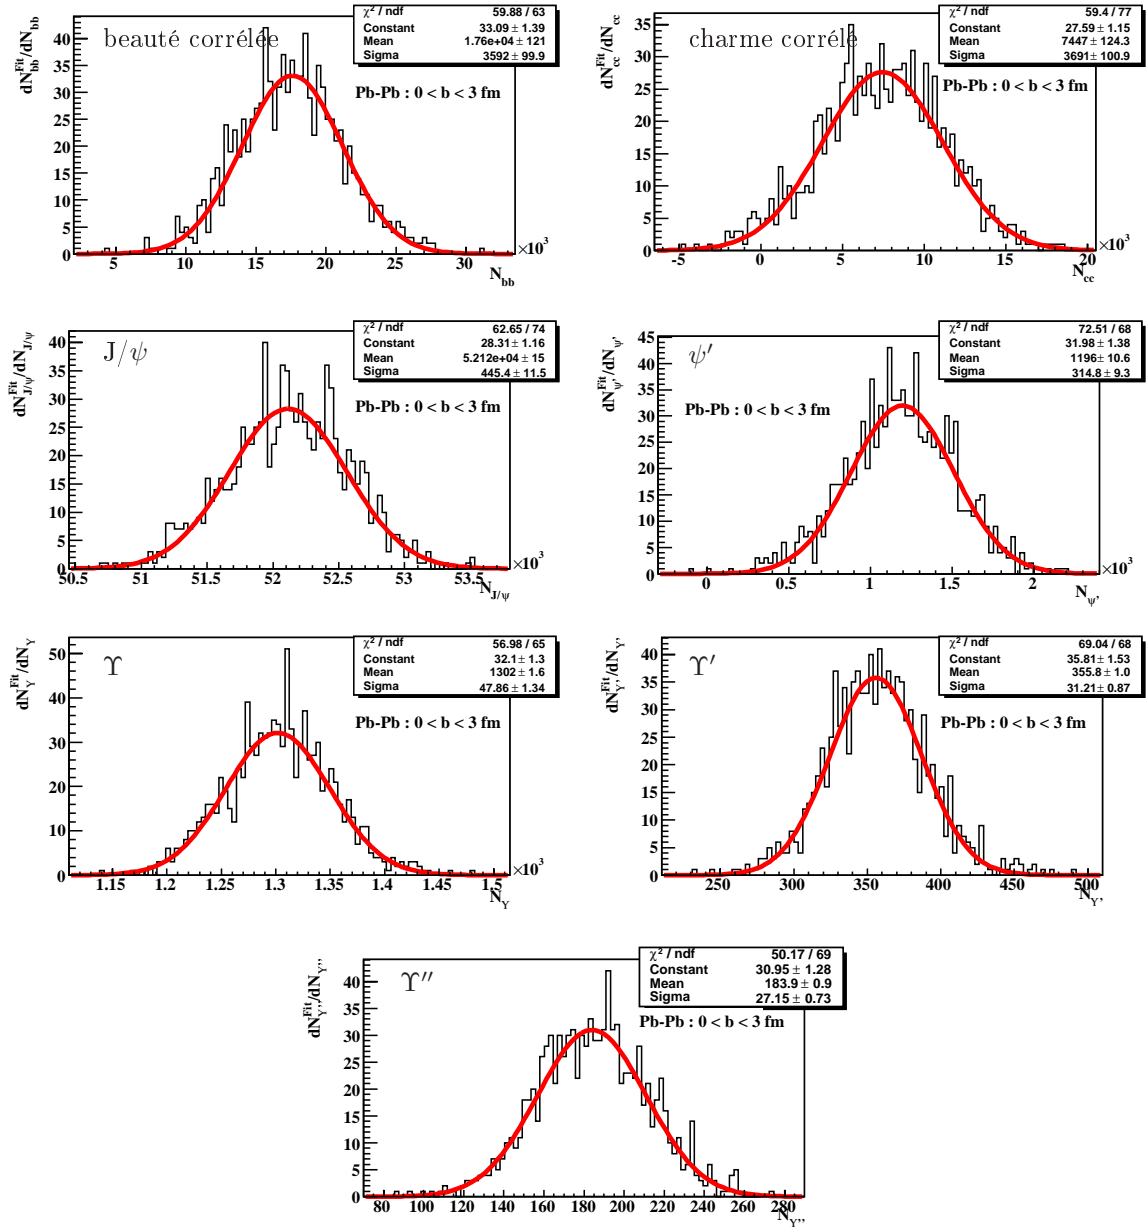 beauté corrélée
χ² / ndf 59.88 / 63
Constant 33.09 ± 1.39
Mean 1.76e+04 ± 121
Sigma 3592 ± 99.9
Pb-Pb : 0 < b < 3 fm
dN_bb^Fit/dN_bb
0 5 10 15 20 25 30 35 40
5 10 15 20 25 30 ×10³
N_bb
charme corrélé
χ² / ndf 59.4 / 77
Constant 27.59 ± 1.15
Mean 7447 ± 124.3
Sigma 3691 ± 100.9
Pb-Pb : 0 < b < 3 fm
dN_cc^Fit/dN
0 5 10 15 20 25 30 35
-5 0 5 10 15 20 ×10³
N_cc
J/ψ
χ² / ndf 62.65 / 74
Constant 28.31 ± 1.16
Mean 5.212e+04 ± 15
Sigma 445.4 ± 11.5
Pb-Pb : 0 < b < 3 fm
dN_J/ψ^Fit/dN_J/ψ
0 5 10 15 20 25 30 35 40
50.5 51 51.5 52 52.5 53 53.5 ×10³
N_J/ψ
ψ′
χ² / ndf 72.51 / 68
Constant 31.98 ± 1.38
Mean 1196 ± 10.6
Sigma 314.8 ± 9.3
Pb-Pb : 0 < b < 3 fm
dN_ψ'^Fit/dN_ψ'
0 5 10 15 20 25 30 35 40 45
0 0.5 1 1.5 2 ×10³
N_ψ'
ϒ
χ² / ndf 56.98 / 65
Constant 32.1 ± 1.3
Mean 1302 ± 1.6
Sigma 47.86 ± 1.34
Pb-Pb : 0 < b < 3 fm
dN_ϒ^Fit/dN_ϒ
0 10 20 30 40 50
1.15 1.2 1.25 1.3 1.35 1.4 1.45 1.5 ×10³
N_ϒ
ϒ′
χ² / ndf 69.04 / 68
Constant 35.81 ± 1.53
Mean 355.8 ± 1.0
Sigma 31.21 ± 0.87
Pb-Pb : 0 < b < 3 fm
dN_ϒ'^Fit/dN_ϒ'
0 5 10 15 20 25 30 35 40
250 300 350 400 450 500
N_ϒ'
ϒ″
χ² / ndf 50.17 / 69
Constant 30.95 ± 1.28
Mean 183.9 ± 0.9
Sigma 27.15 ± 0.73
Pb-Pb : 0 < b < 3 fm
dN_ϒ''^Fit/dN_ϒ''
0 5 10 15 20 25 30 35 40
80 100 120 140 160 180 200 220 240 260 280
N_ϒ''